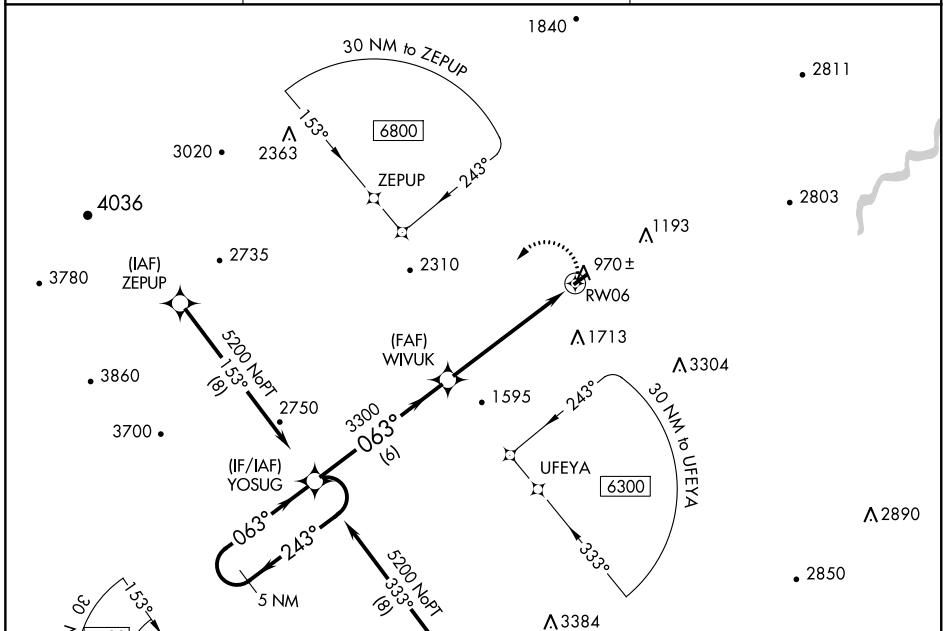 1840
30 NM to ZEPUP
2811
153°
6800
3020
2363
243°
ZEPUP
4036
2803
1193
2735
(IAF)
ZEPUP
3780
2310
970±
RW06
5200 NoPT
153°
(8)
(FAF)
WIVUK
1713
3304
3860
2750
3300
063°
(6)
1595
243°
30 NM to UFEYA
3700
(IF/IAF)
YOSUG
UFEYA
6300
063°
243°
333°
2890
5200 NoPT
333°
(8)
2850
5 NM
153°
30
3384